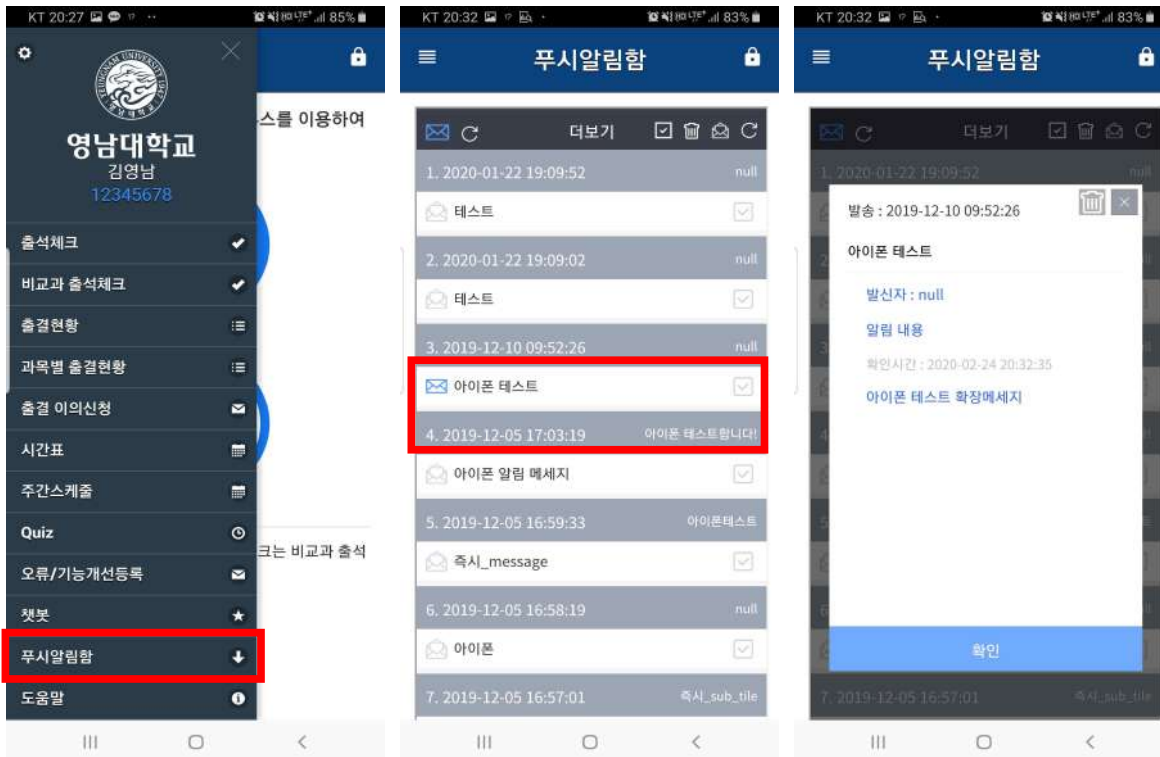 KT 20:27
85%
YEUNGNAM UNIVERSITY 1947
영남대학교
김영남
12345678
출석체크
비교과 출석체크
출결현황
과목별 출결현황
출결 이의신청
시간표
주간스케줄
Quiz
오류/기능개선등록
챗봇
푸시알림함
도움말
스를 이용하여
크는 비교과 출석
KT 20:32
83%
푸시알림함
더보기
1. 2020-01-22 19:09:52 null
테스트
2. 2020-01-22 19:09:02 null
테스트
3. 2019-12-10 09:52:26 null
아이폰 테스트
4. 2019-12-05 17:03:19 아이폰 테스트합니다!
아이폰 알림 메세지
5. 2019-12-05 16:59:33 아이폰테스트
즉시_message
6. 2019-12-05 16:58:19 null
아이폰
7. 2019-12-05 16:57:01 즉시_sub_tile
KT 20:32
83%
푸시알림함
더보기
1. 2020-01-22 19:09:52 null
발송 : 2019-12-10 09:52:26
아이폰 테스트
발신자 : null
알림 내용
확인시간 : 2020-02-24 20:32:35
아이폰 테스트 확장메세지
확인
7. 2019-12-05 16:57:01 즉시_sub_tile